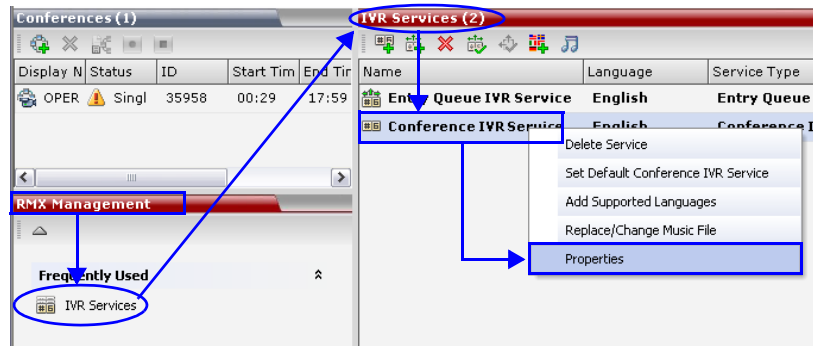 Conferences (1)
Display N Status ID Start Tim End Tir
OPER Singl 35958 00:29 17:59
RMX Management
Frequently Used
IVR Services
IVR Services (2)
Name Language Service Type
Entry Queue IVR Service English Entry Queue
Conference IVR Service English Conference I
Delete Service
Set Default Conference IVR Service
Add Supported Languages
Replace/Change Music File
Properties